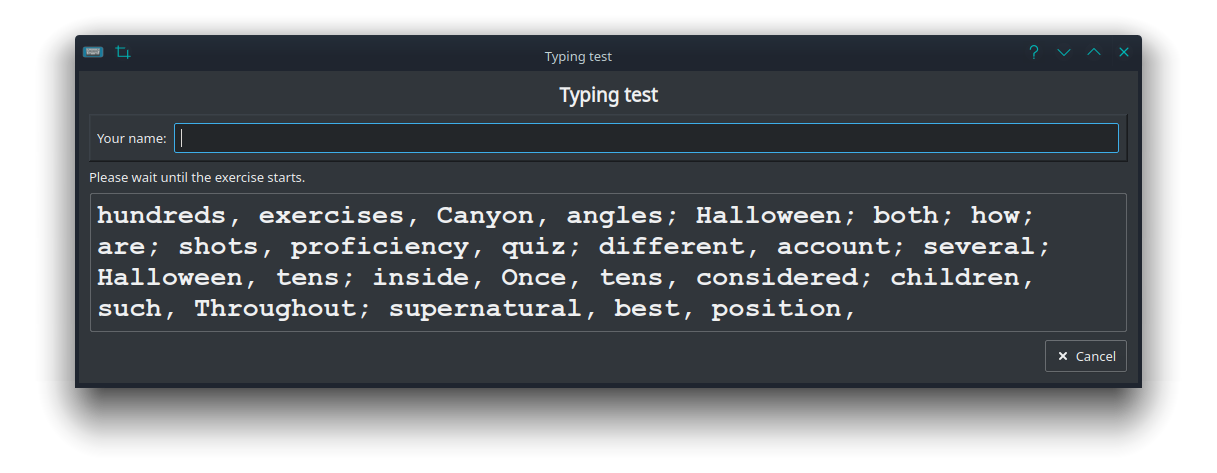 Typing test
Typing test
Your name:
Please wait until the exercise starts.
hundreds, exercises, Canyon, angles; Halloween; both; how;
are; shots, proficiency, quiz; different, account; several;
Halloween, tens; inside, Once, tens, considered; children,
such, Throughout; supernatural, best, position,
Cancel